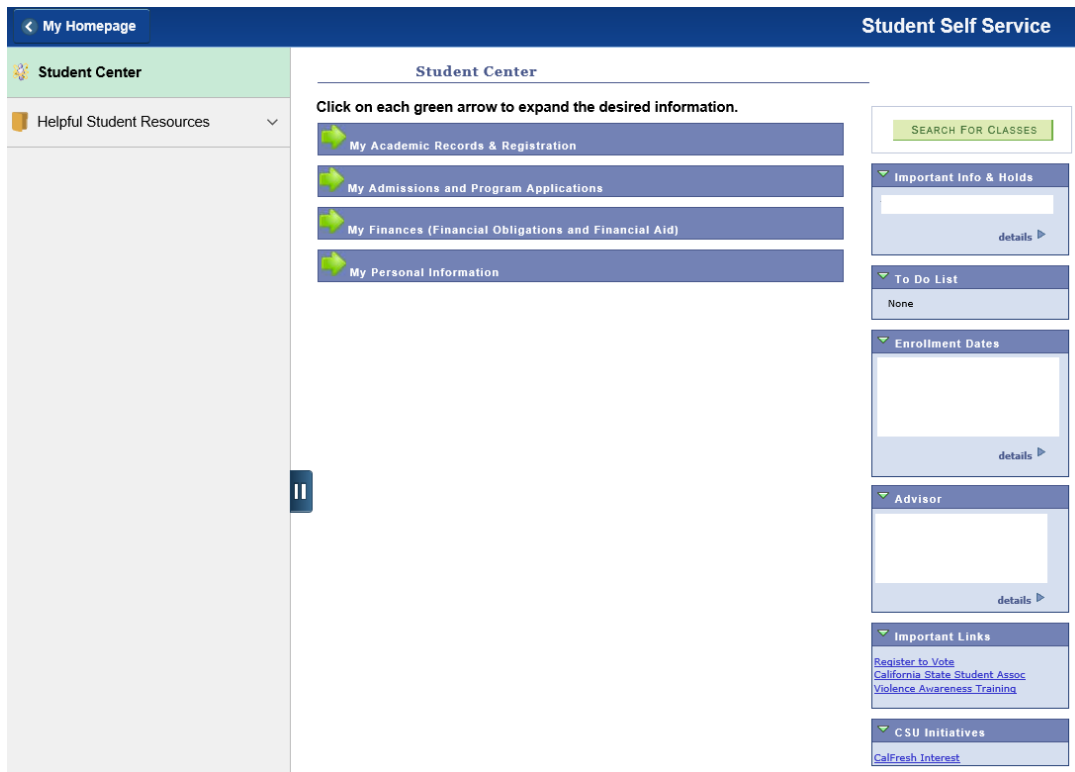 My Homepage
Student Self Service
Student Center
Helpful Student Resources
Student Center
Click on each green arrow to expand the desired information.
My Academic Records & Registration
My Admissions and Program Applications
My Finances (Financial Obligations and Financial Aid)
My Personal Information
SEARCH FOR CLASSES
Important Info & Holds
details
To Do List
None
Enrollment Dates
details
Advisor
details
Important Links
Register to Vote
California State Student Assoc
Violence Awareness Training
CSU Initiatives
CalFresh Interest